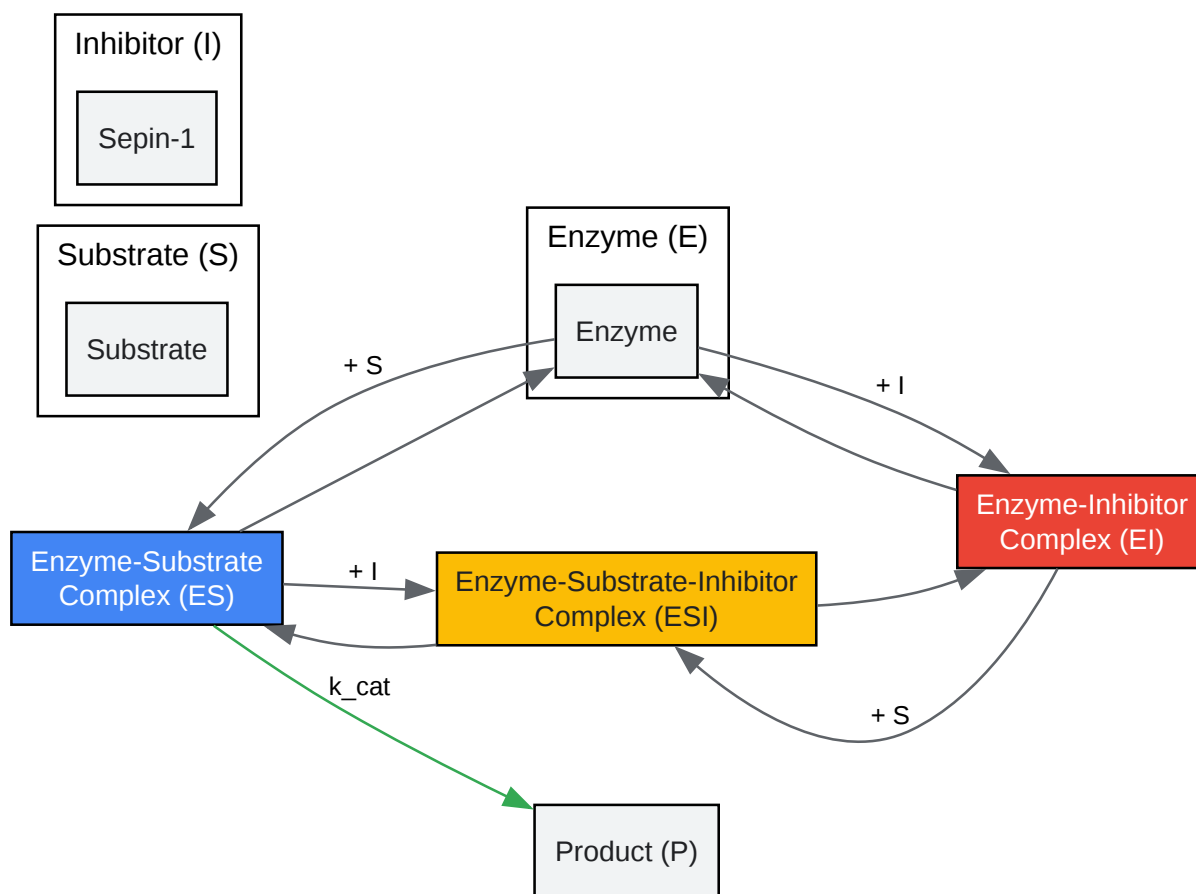 Inhibitor (I)
Sepin-1
Substrate (S)
Substrate
Enzyme (E)
Enzyme
+ S
+ I
Enzyme-Inhibitor
Complex (EI)
Enzyme-Substrate
Complex (ES)
+ I
Enzyme-Substrate-Inhibitor
Complex (ESI)
k_cat
+ S
Product (P)